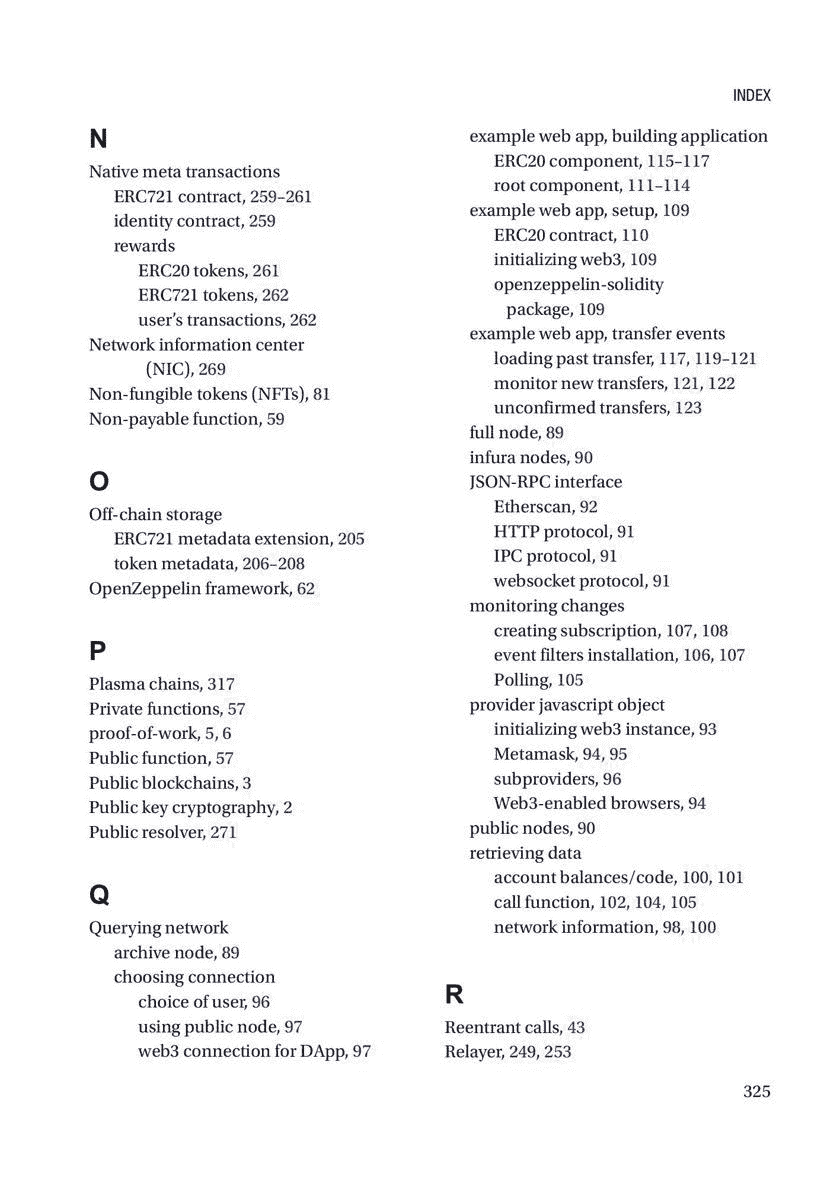 INDEX
N
Native meta transactions
ERC721 contract, 259–261
identity contract, 259
rewards
ERC20 tokens, 261
ERC721 tokens, 262
user’s transactions, 262
Network information center
(NIC), 269
Non-fungible tokens (NFTs), 81
Non-payable function, 59
O
Off-chain storage
ERC721 metadata extension, 205
token metadata, 206–208
OpenZeppelin framework, 62
P
Plasma chains, 317
Private functions, 57
proof-of-work, 5, 6
Public function, 57
Public blockchains, 3
Public key cryptography, 2
Public resolver, 271
Q
Querying network
archive node, 89
choosing connection
choice of user, 96
using public node, 97
web3 connection for DApp, 97
example web app, building application
ERC20 component, 115–117
root component, 111–114
example web app, setup, 109
ERC20 contract, 110
initializing web3, 109
openzeppelin-solidity
package, 109
example web app, transfer events
loading past transfer, 117, 119–121
monitor new transfers, 121, 122
unconfirmed transfers, 123
full node, 89
infura nodes, 90
JSON-RPC interface
Etherscan, 92
HTTP protocol, 91
IPC protocol, 91
websocket protocol, 91
monitoring changes
creating subscription, 107, 108
event filters installation, 106, 107
Polling, 105
provider javascript object
initializing web3 instance, 93
Metamask, 94, 95
subproviders, 96
Web3-enabled browsers, 94
public nodes, 90
retrieving data
account balances/code, 100, 101
call function, 102, 104, 105
network information, 98, 100
R
Reentrant calls, 43
Relayer, 249, 253
325